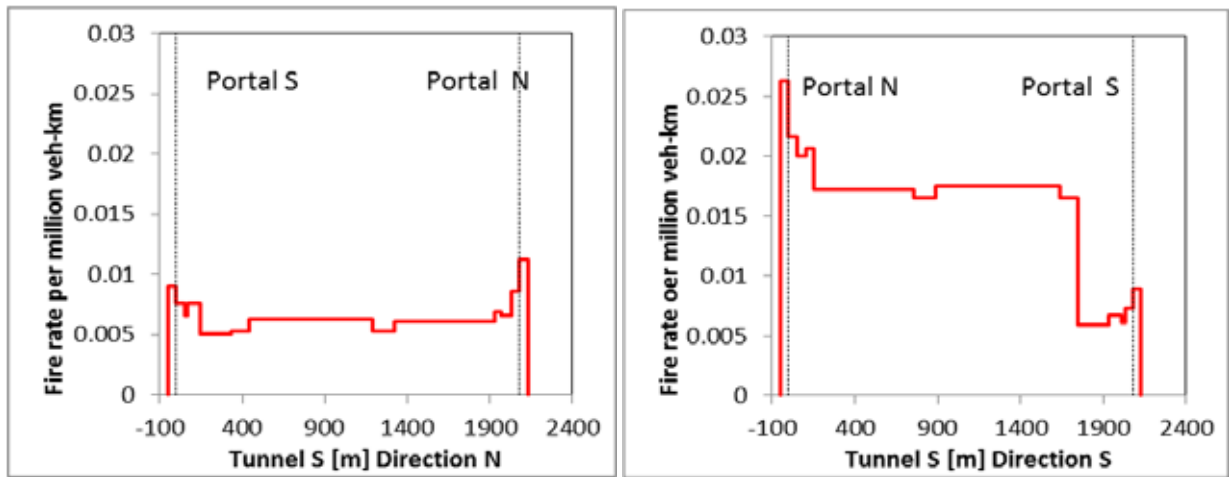 0.03
0.025
0.02
0.015
0.01
0.005
0
Fire rate per million veh-km
Portal S
Portal N
-100 400 900 1400 1900 2400
Tunnel S [m] Direction N
0.03
0.025
0.02
0.015
0.01
0.005
0
Fire rate oer million veh-km
Portal N
Portal S
-100 400 900 1400 1900 2400
Tunnel S [m] Direction S